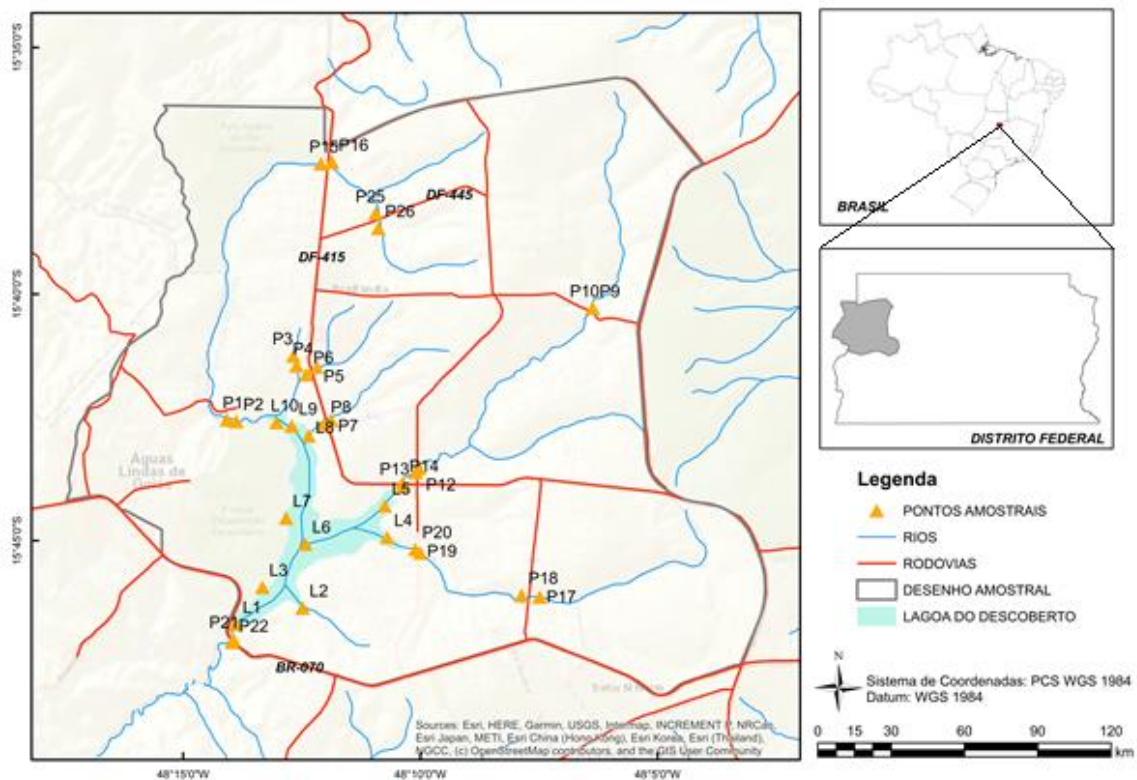 15°35'0"S
15°40'0"S
15°45'0"S
48°15'0"W
48°10'0"W
48°5'0"W
P15 P16
P25
DF-445
P26
DF-415
P10P9
P3
P4
P6
P5
P1P2
L10
L9
P8
L8
P7
Águas
Lindas de
P13
P14
L5
P12
L7
L4
L6
P20
P19
L3
P18
L2
P17
L1
P21
P22
BR-070
Sources: Esri, HERE, Garmin, USGS, Intermap, INCREMENT P, NRCan,
Esri Japan, METI, Esri China (Hong Kong), Esri Korea, Esri (Thailand),
NGCC, (c) OpenStreetMap contributors, and the GIS User Community
BRASIL
DISTRITO FEDERAL
Legenda
PONTOS AMOSTRAIS
RIOS
RODOVIAS
DESENHO AMOSTRAL
LAGOA DO DESCOBERTO
N
Sistema de Coordenadas: PCS WGS 1984
Datum: WGS 1984
0 15 30 60 90 120
km